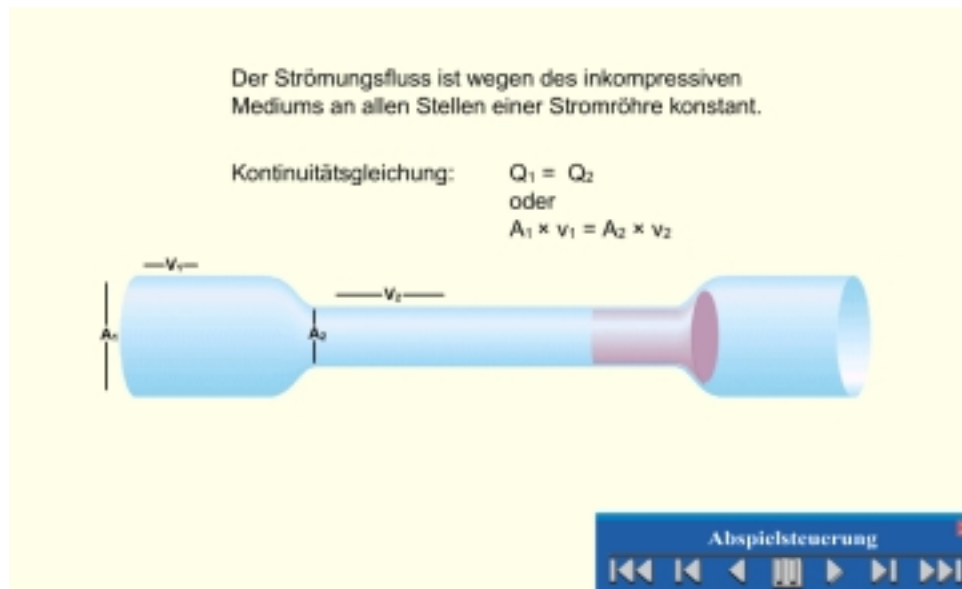 Der Strömungsfluss ist wegen des inkompressiven
Mediums an allen Stellen einer Stromröhre konstant.
Kontinuitätsgleichung: Q₁ = Q₂
oder
A₁ × v₁ = A₂ × v₂
V₁
V₂
A₁ A₂
Abspielsteuerung